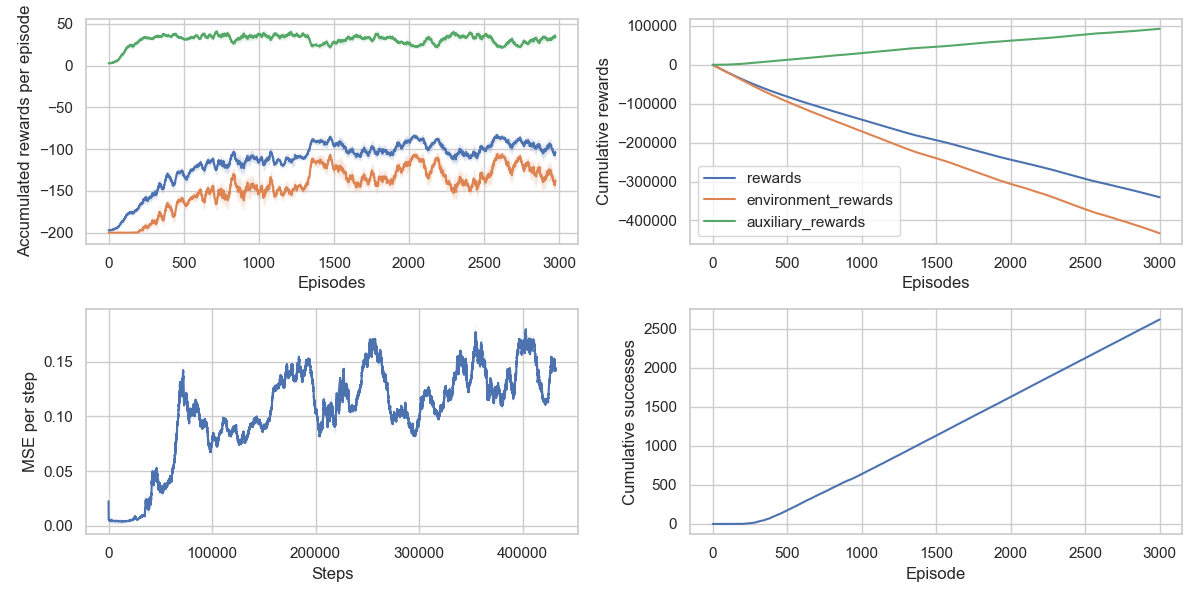 Accumulated rewards per episode
50
0
−50
−100
−150
−200
0 500 1000 1500 2000 2500 3000
Episodes
Cumulative rewards
100000
0
−100000
−200000
−300000
−400000
rewards
environment_rewards
auxiliary_rewards
0 500 1000 1500 2000 2500 3000
Episodes
MSE per step
0.15
0.10
0.05
0.00
0 100000 200000 300000 400000
Steps
Cumulative successes
2500
2000
1500
1000
500
0
0 500 1000 1500 2000 2500 3000
Episode